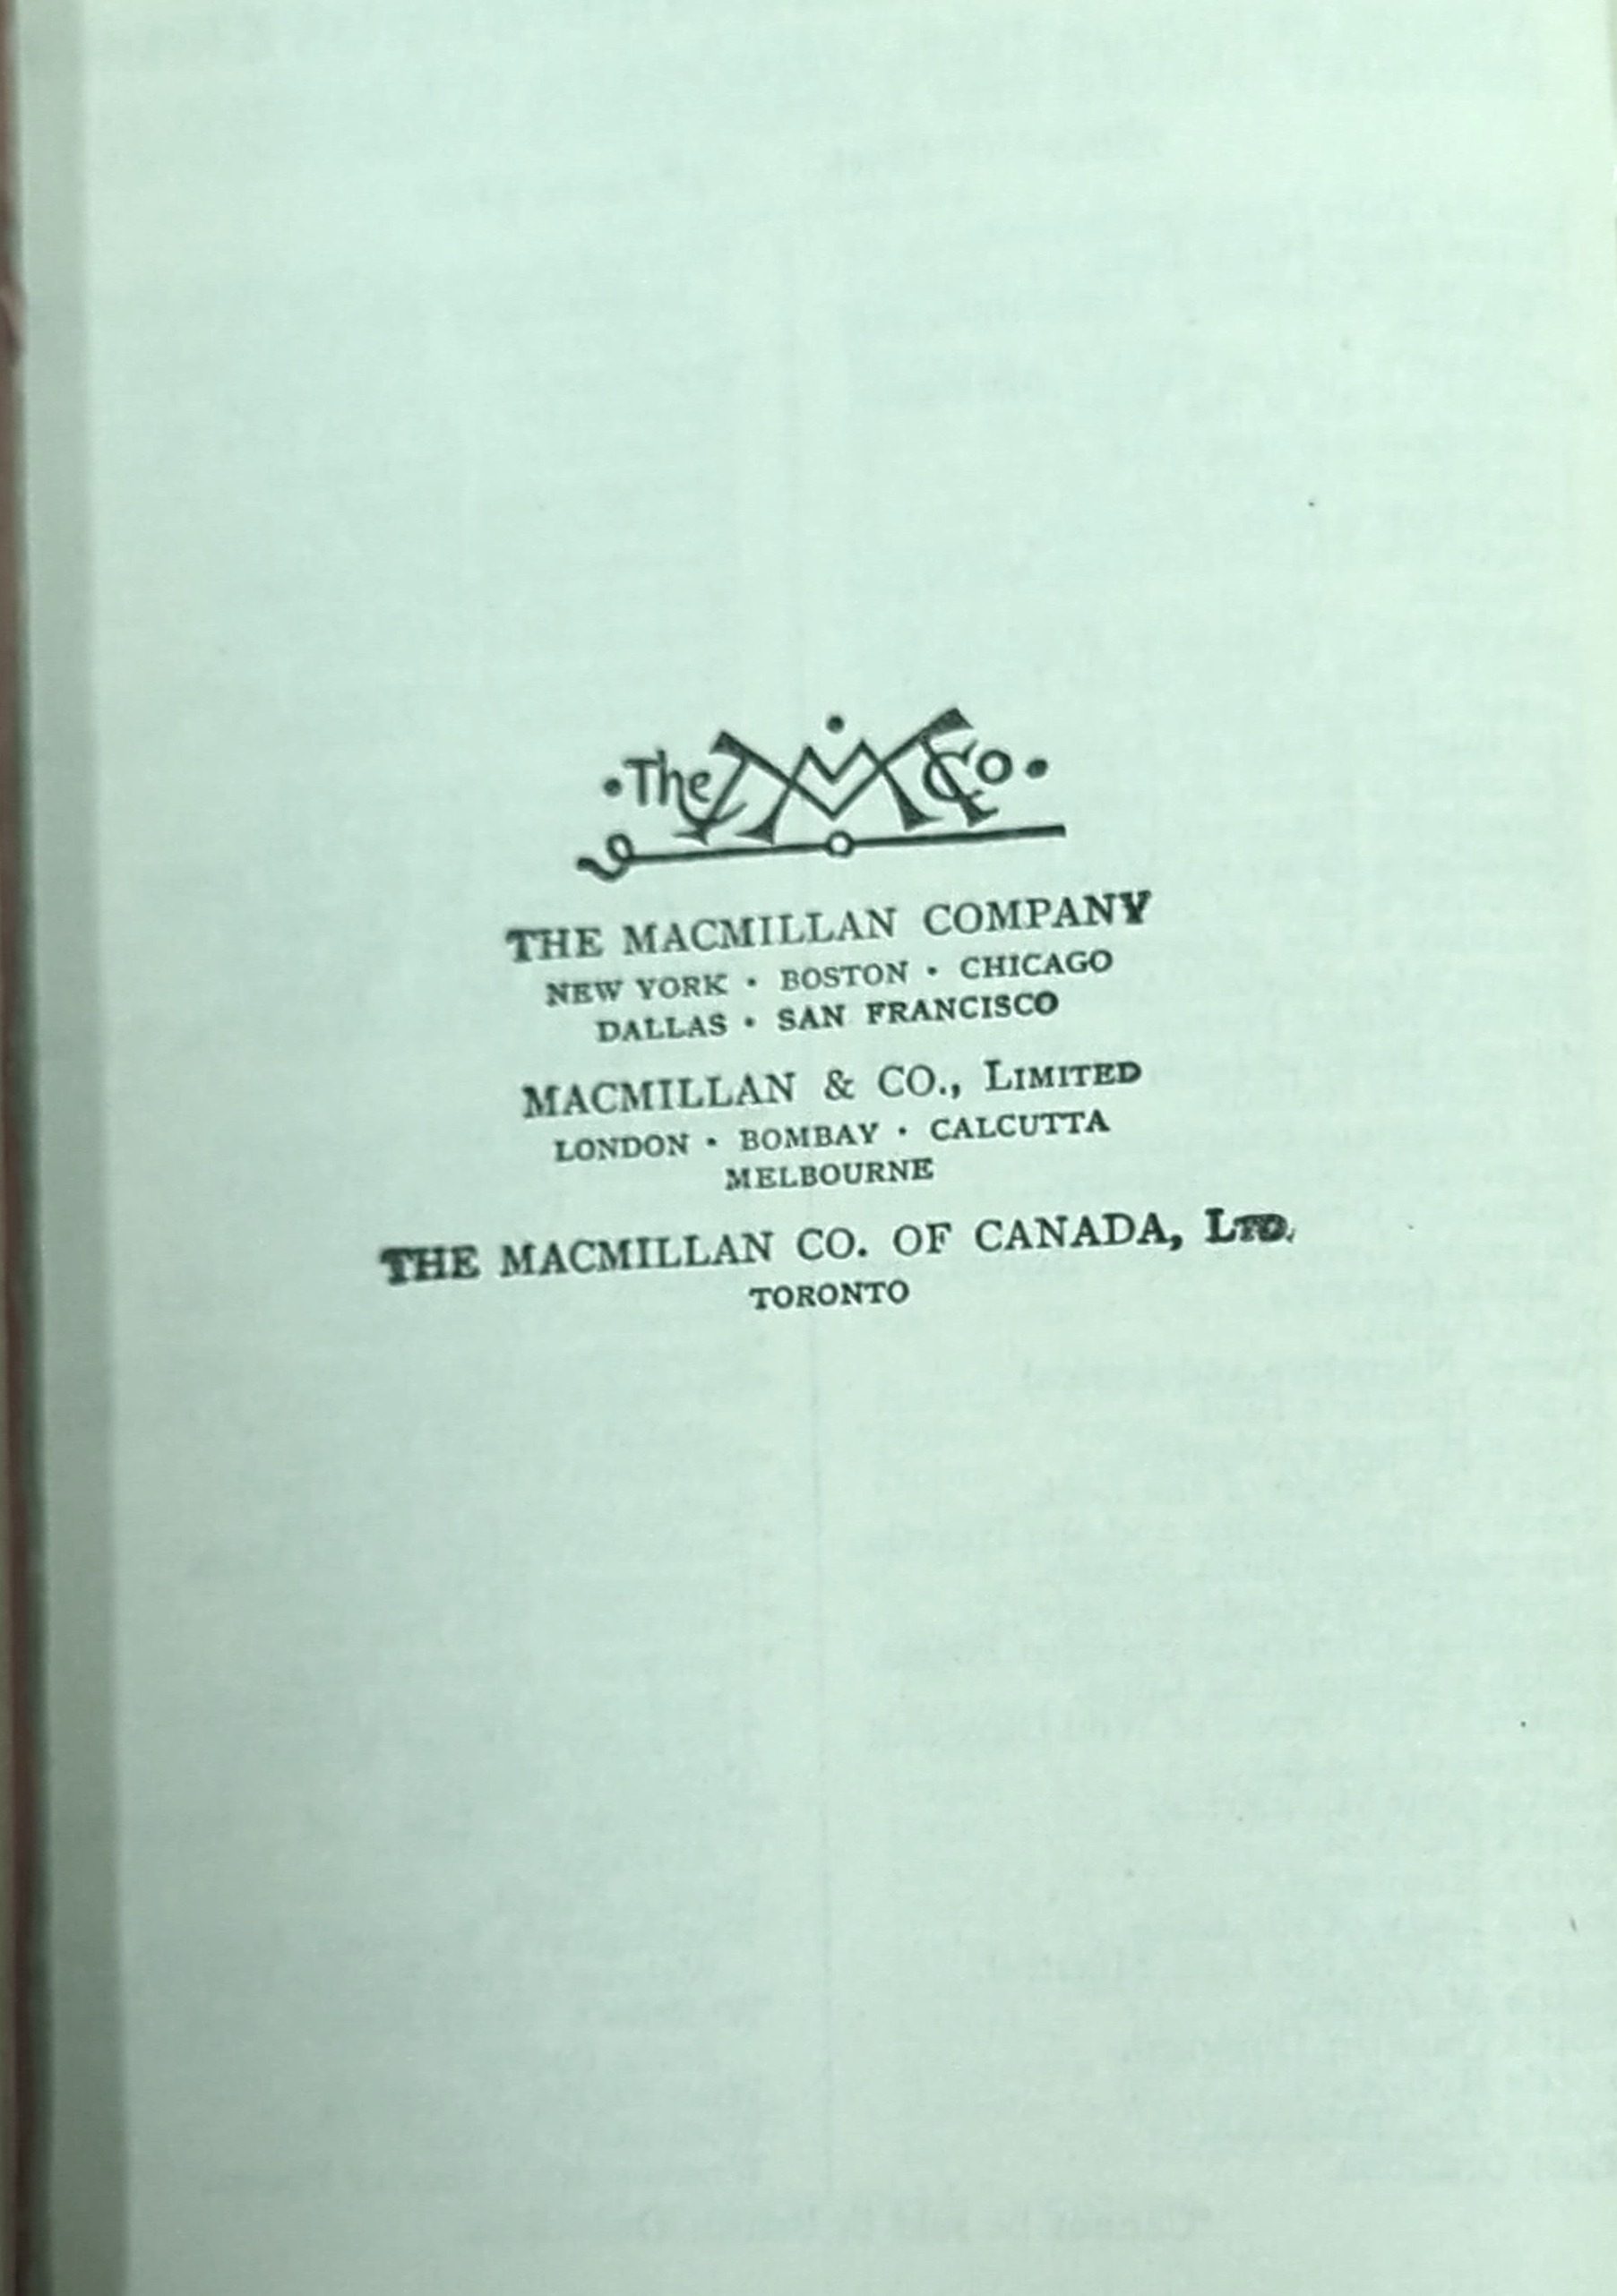 ·The M Co·
THE MACMILLAN COMPANY
NEW YORK · BOSTON · CHICAGO
DALLAS · SAN FRANCISCO
MACMILLAN & CO., LIMITED
LONDON · BOMBAY · CALCUTTA
MELBOURNE
THE MACMILLAN CO. OF CANADA, LTD.
TORONTO